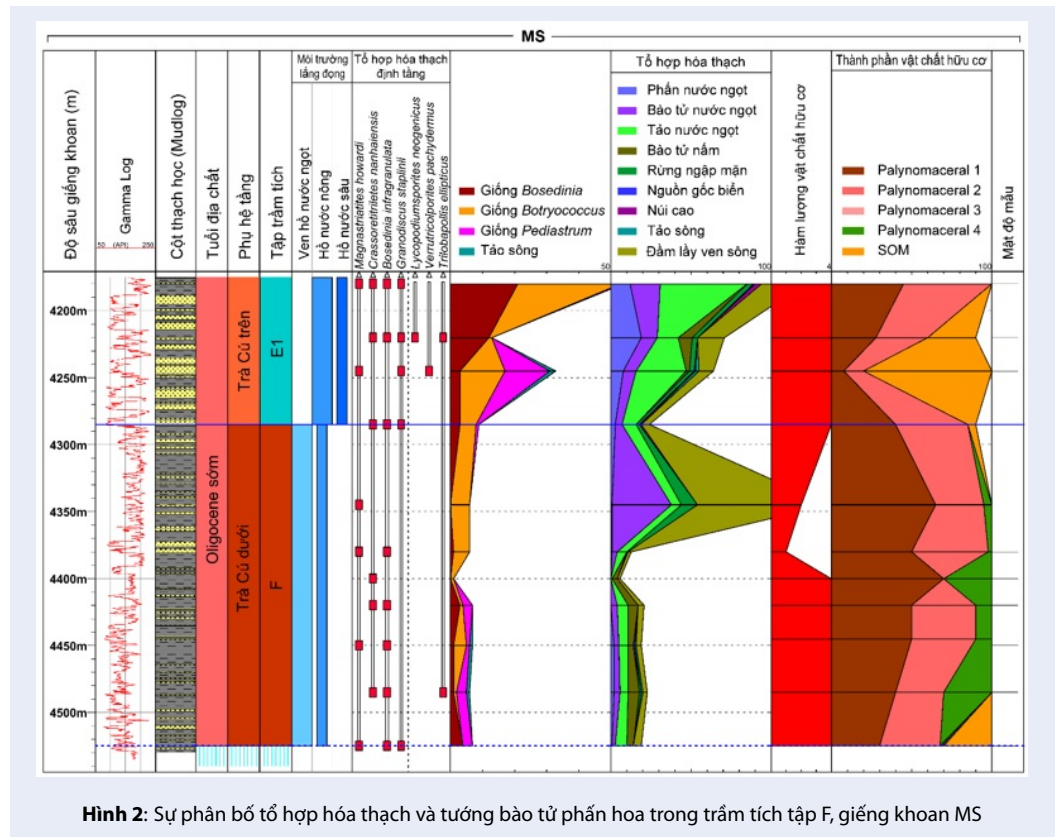 MS
Độ sâu giếng khoan (m)
Gamma Log
50 (API) 250
Cột thạch học (Mudlog)
Tuổi địa chất
Phụ hệ tầng
Tập trầm tích
Môi trường
lắng đọng
Ven hồ nước ngọt
Hồ nước nông
Hồ nước sâu
Tổ hợp hóa thạch
định tầng
Magnastriatites howardi
Crassoretitriletes nanhaiensis
Bosedinia infragranulata
Granodiscus staplinii
Lycopodiumsporites neogenicus
Verrutricolporites pachydermus
Trilobapollis ellipticus
Giống Bosedinia
Giống Botryococcus
Giống Pediastrum
Tảo sông
50
Tổ hợp hóa thạch
Phấn nước ngọt
Bào tử nước ngọt
Tảo nước ngọt
Bào tử nấm
Rừng ngập mặn
Nguồn gốc biển
Núi cao
Tảo sông
Đầm lầy ven sông
100
Hàm lượng vật chất hữu cơ
4
Thành phần vật chất hữu cơ
Palynomaceral 1
Palynomaceral 2
Palynomaceral 3
Palynomaceral 4
SOM
100
Mật độ mẫu
4200m
4250m
4300m
4350m
4400m
4450m
4500m
Oligocene sớm
Trà Cú trên
Trà Cú dưới
E1
F
Hình 2: Sự phân bố tổ hợp hóa thạch và tướng bào tử phấn hoa trong trầm tích tập F, giếng khoan MS